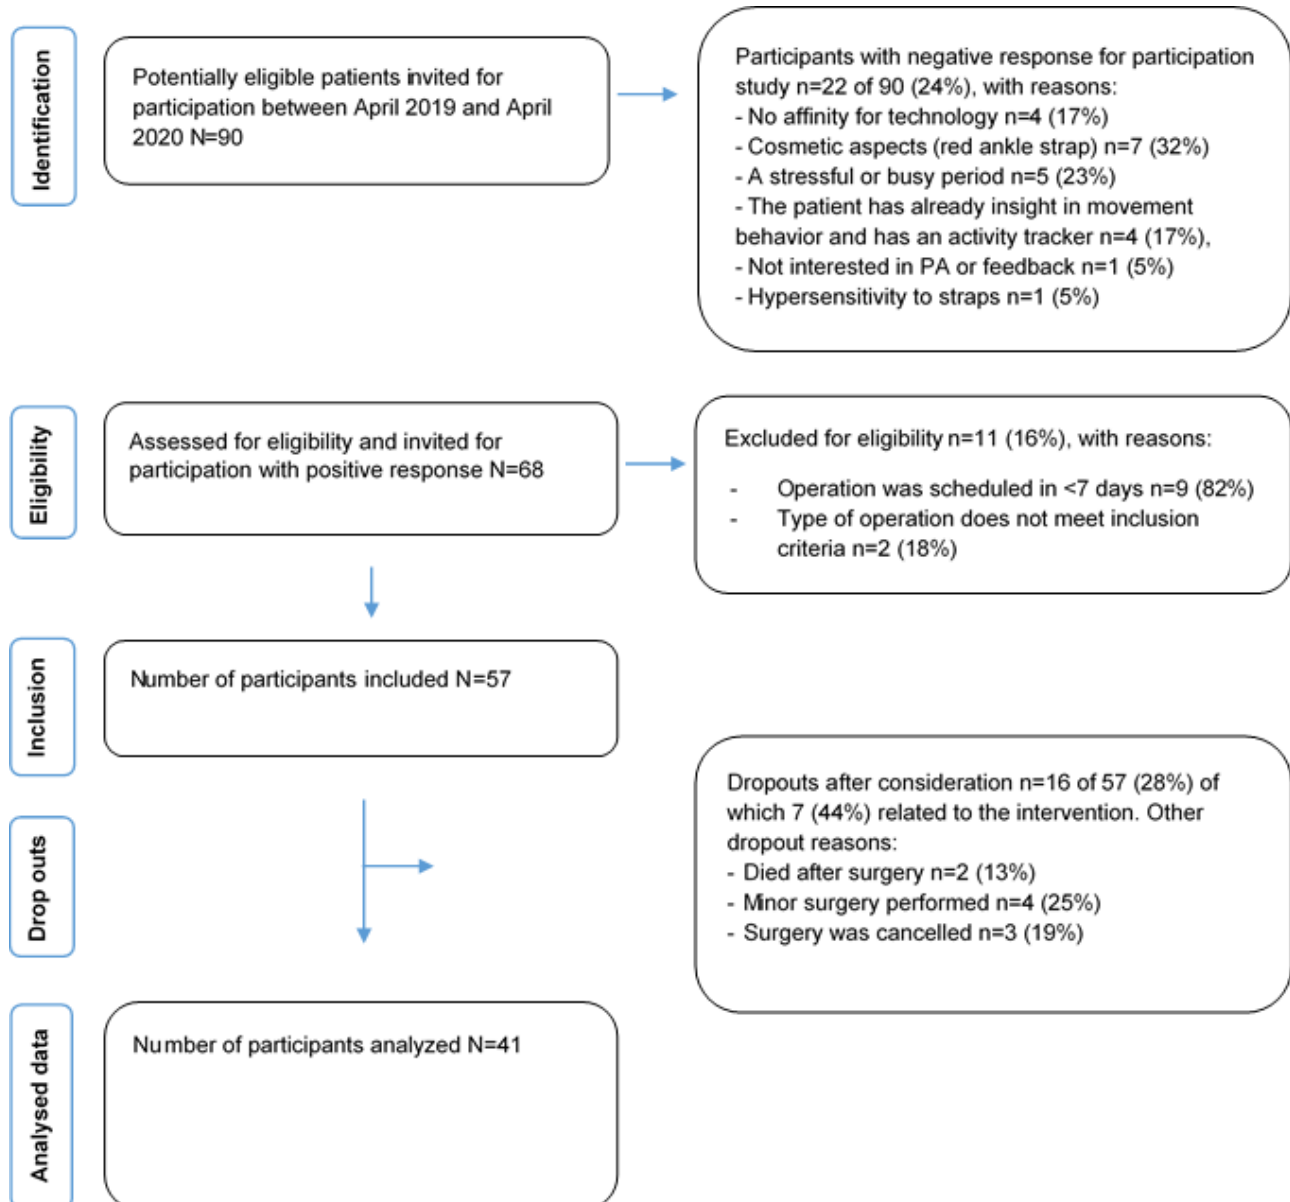 Identification
Potentially eligible patients invited for
participation between April 2019 and April
2020 N=90
Participants with negative response for participation
study n=22 of 90 (24%), with reasons:
- No affinity for technology n=4 (17%)
- Cosmetic aspects (red ankle strap) n=7 (32%)
- A stressful or busy period n=5 (23%)
- The patient has already insight in movement
behavior and has an activity tracker n=4 (17%),
- Not interested in PA or feedback n=1 (5%)
- Hypersensitivity to straps n=1 (5%)
Eligibility
Assessed for eligibility and invited for
participation with positive response N=68
Excluded for eligibility n=11 (16%), with reasons:
- Operation was scheduled in <7 days n=9 (82%)
- Type of operation does not meet inclusion
criteria n=2 (18%)
Inclusion
Number of participants included N=57
Drop outs
Dropouts after consideration n=16 of 57 (28%) of
which 7 (44%) related to the intervention. Other
dropout reasons:
- Died after surgery n=2 (13%)
- Minor surgery performed n=4 (25%)
- Surgery was cancelled n=3 (19%)
Analysed data
Number of participants analyzed N=41